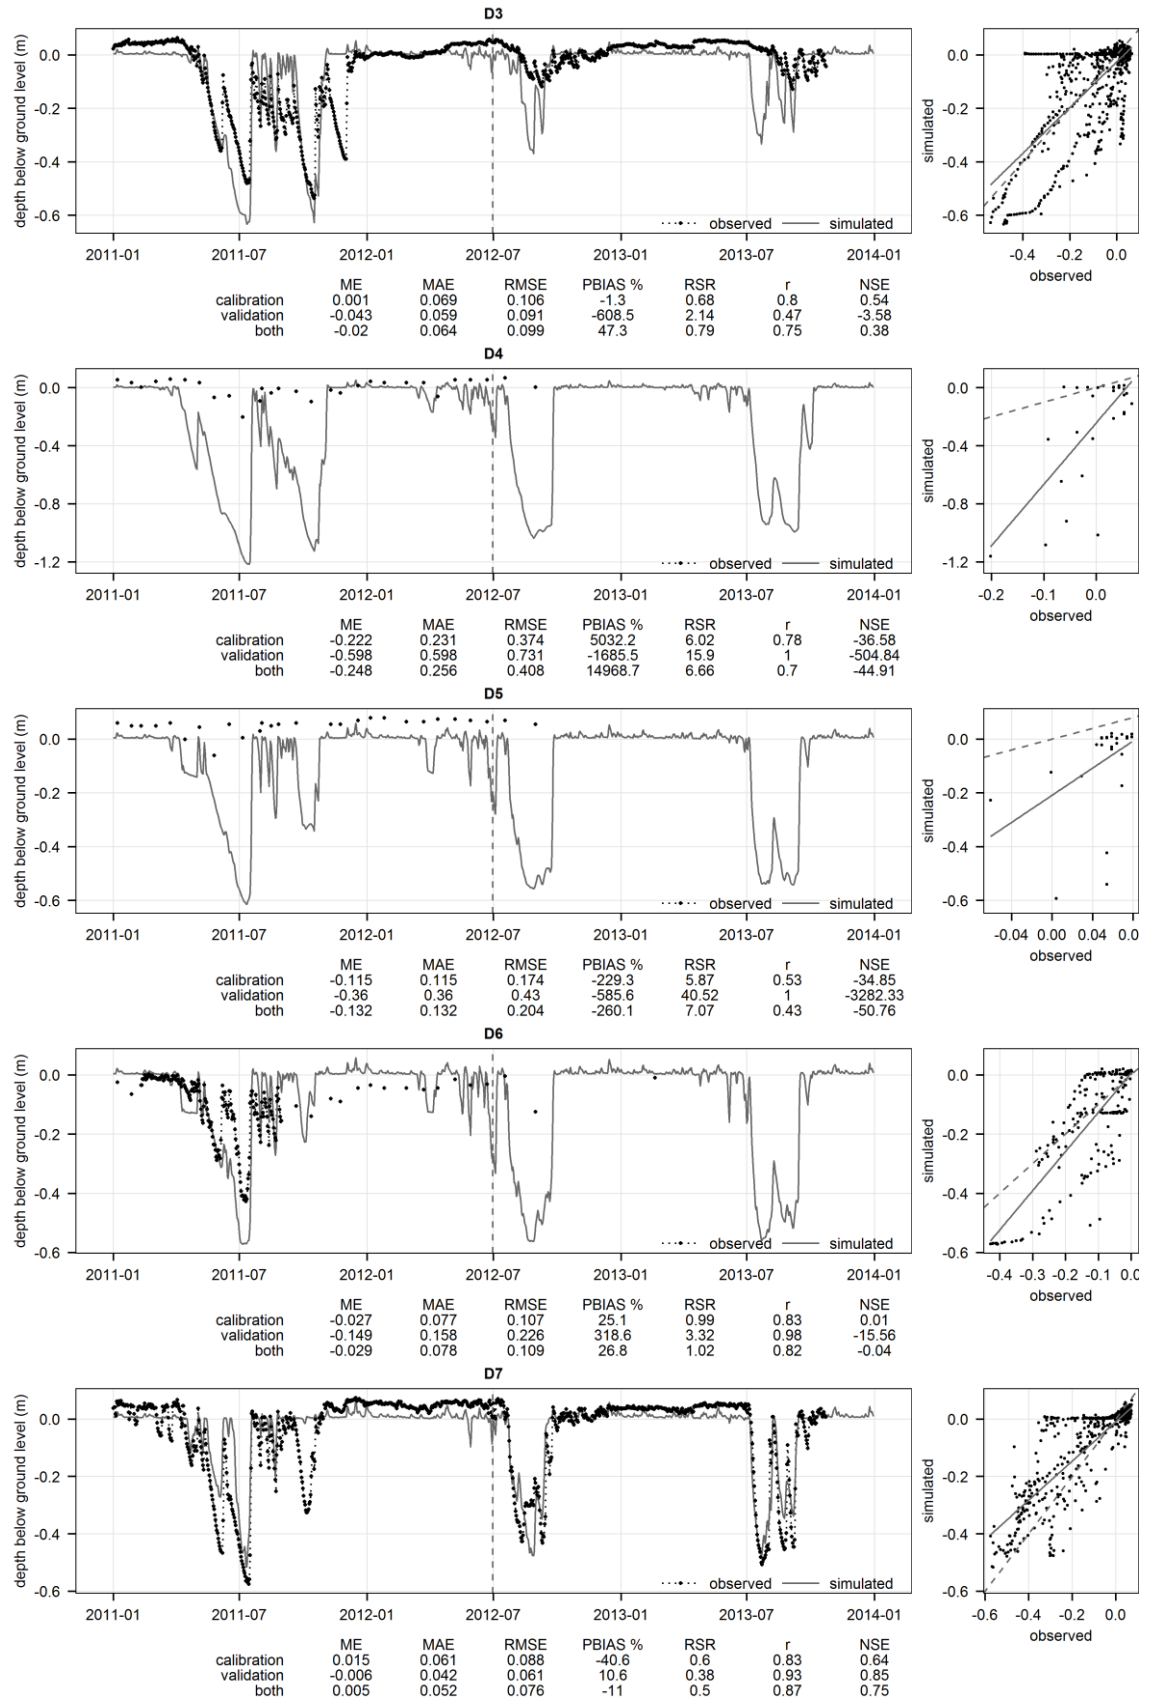 D3
depth below ground level (m)
0.0
-0.2
-0.4
-0.6
observed simulated
2011-01 2011-07 2012-01 2012-07 2013-01 2013-07 2014-01
simulated
0.0
-0.2
-0.4
-0.6
-0.4 -0.2 0.0
observed
ME MAE RMSE PBIAS % RSR r NSE
calibration 0.001 0.069 0.106 -1.3 0.68 0.8 0.54
validation -0.043 0.059 0.091 -608.5 2.14 0.47 -3.58
both -0.02 0.064 0.099 47.3 0.79 0.75 0.38
D4
depth below ground level (m)
0.0
-0.4
-0.8
-1.2
observed simulated
2011-01 2011-07 2012-01 2012-07 2013-01 2013-07 2014-01
simulated
0.0
-0.4
-0.8
-1.2
-0.2 -0.1 0.0
observed
ME MAE RMSE PBIAS % RSR r NSE
calibration -0.222 0.231 0.374 5032.2 6.02 0.78 -36.58
validation -0.598 0.598 0.731 -1685.5 15.9 1 -504.84
both -0.248 0.256 0.408 14968.7 6.66 0.7 -44.91
D5
depth below ground level (m)
0.0
-0.2
-0.4
-0.6
observed simulated
2011-01 2011-07 2012-01 2012-07 2013-01 2013-07 2014-01
simulated
0.0
-0.2
-0.4
-0.6
-0.04 0.00 0.04 0.0
observed
ME MAE RMSE PBIAS % RSR r NSE
calibration -0.115 0.115 0.174 -229.3 5.87 0.53 -34.85
validation -0.36 0.36 0.43 -585.6 40.52 1 -3282.33
both -0.132 0.132 0.204 -260.1 7.07 0.43 -50.76
D6
depth below ground level (m)
0.0
-0.2
-0.4
-0.6
observed simulated
2011-01 2011-07 2012-01 2012-07 2013-01 2013-07 2014-01
simulated
0.0
-0.2
-0.4
-0.6
-0.4 -0.3 -0.2 -0.1 0.0
observed
ME MAE RMSE PBIAS % RSR r NSE
calibration -0.027 0.077 0.107 25.1 0.99 0.83 0.01
validation -0.149 0.158 0.226 318.6 3.32 0.98 -15.56
both -0.029 0.078 0.109 26.8 1.02 0.82 -0.04
D7
depth below ground level (m)
0.0
-0.2
-0.4
-0.6
observed simulated
2011-01 2011-07 2012-01 2012-07 2013-01 2013-07 2014-01
simulated
0.0
-0.2
-0.4
-0.6
-0.6 -0.4 -0.2 0.0
observed
ME MAE RMSE PBIAS % RSR r NSE
calibration 0.015 0.061 0.088 -40.6 0.6 0.83 0.64
validation -0.006 0.042 0.061 10.6 0.38 0.93 0.85
both 0.005 0.052 0.076 -11 0.5 0.87 0.75